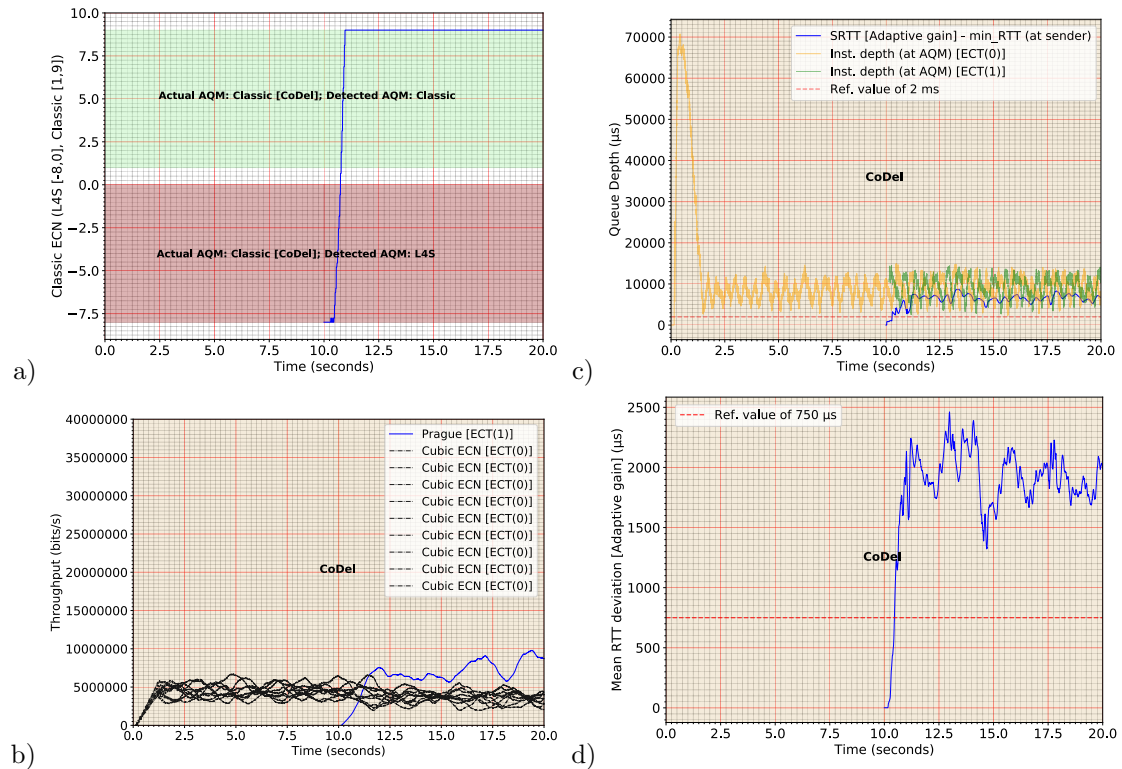 a)
Classic ECN (L4S [-8,0], Classic [1,9]
10.0
7.5
5.0
2.5
0.0
−2.5
−5.0
−7.5
Actual AQM: Classic [CoDel]; Detected AQM: Classic
Actual AQM: Classic [CoDel]; Detected AQM: L4S
0.0 2.5 5.0 7.5 10.0 12.5 15.0 17.5 20.0
Time (seconds)
c)
Queue Depth (µs)
70000
60000
50000
40000
30000
20000
10000
0
SRTT [Adaptive gain] - min_RTT (at sender)
Inst. depth (at AQM) [ECT(0)]
Inst. depth (at AQM) [ECT(1)]
Ref. value of 2 ms
CoDel
0.0 2.5 5.0 7.5 10.0 12.5 15.0 17.5 20.0
Time (seconds)
b)
Throughput (bits/s)
40000000
35000000
30000000
25000000
20000000
15000000
10000000
5000000
0
Prague [ECT(1)]
Cubic ECN [ECT(0)]
Cubic ECN [ECT(0)]
Cubic ECN [ECT(0)]
Cubic ECN [ECT(0)]
Cubic ECN [ECT(0)]
Cubic ECN [ECT(0)]
Cubic ECN [ECT(0)]
Cubic ECN [ECT(0)]
Cubic ECN [ECT(0)]
CoDel
0.0 2.5 5.0 7.5 10.0 12.5 15.0 17.5 20.0
Time (seconds)
d)
Mean RTT deviation [Adaptive gain] (µs)
2500
2000
1500
1000
500
0
Ref. value of 750 µs
CoDel
0.0 2.5 5.0 7.5 10.0 12.5 15.0 17.5 20.0
Time (seconds)